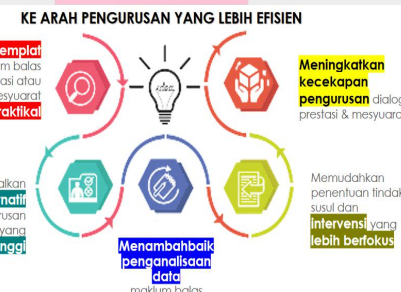 KE ARAH PENGURUSAN YANG LEBIH EFISIEN
emplat
m balas
asi atau
esyuarat
raktikal
Meningkatkan
kecekapan
pengurusan dialog
prestasi & mesyuara
alkan
natif
rusan
yang
nggi
Menambahbaik
penganalisaan
data
maklum balas
Memudahkan
penentuan tindak
susul dan
intervensi yang
lebih berfokus